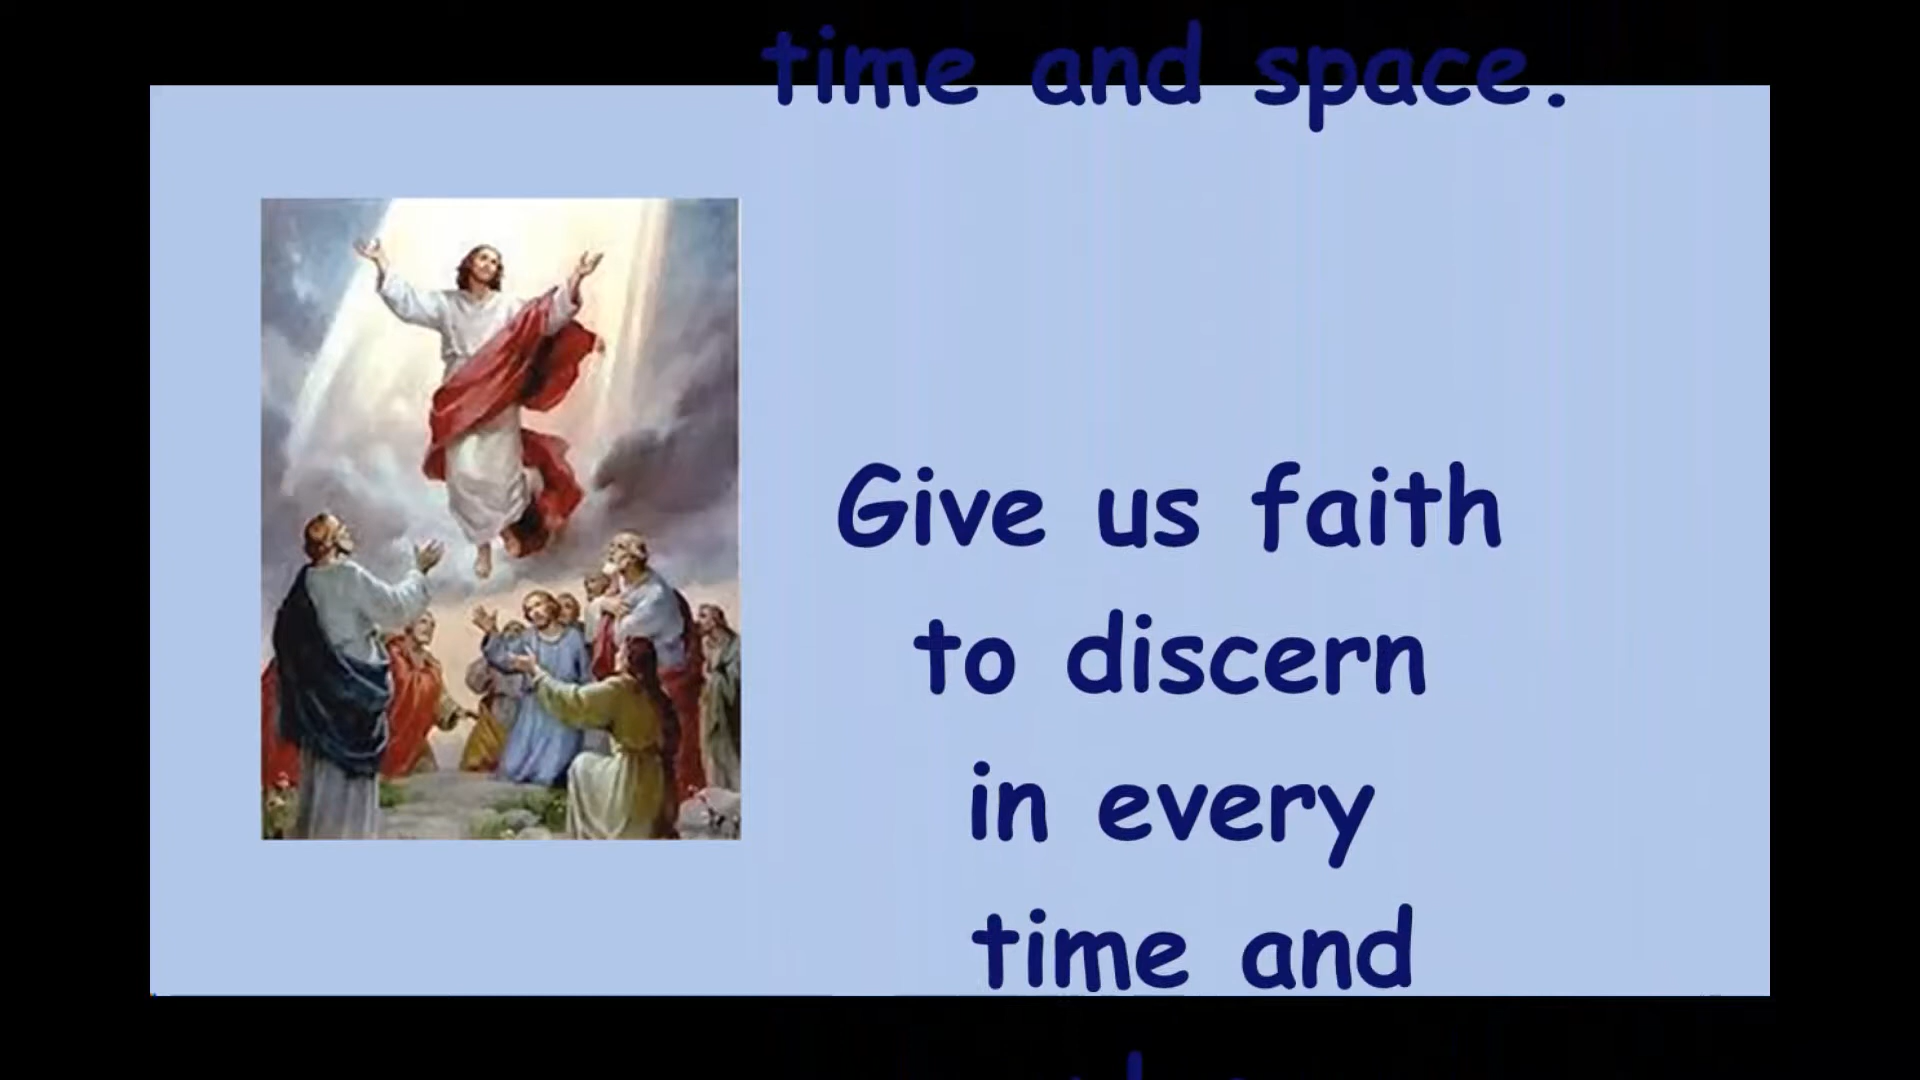 time and space.
Give us faith
to discern
in every
time and